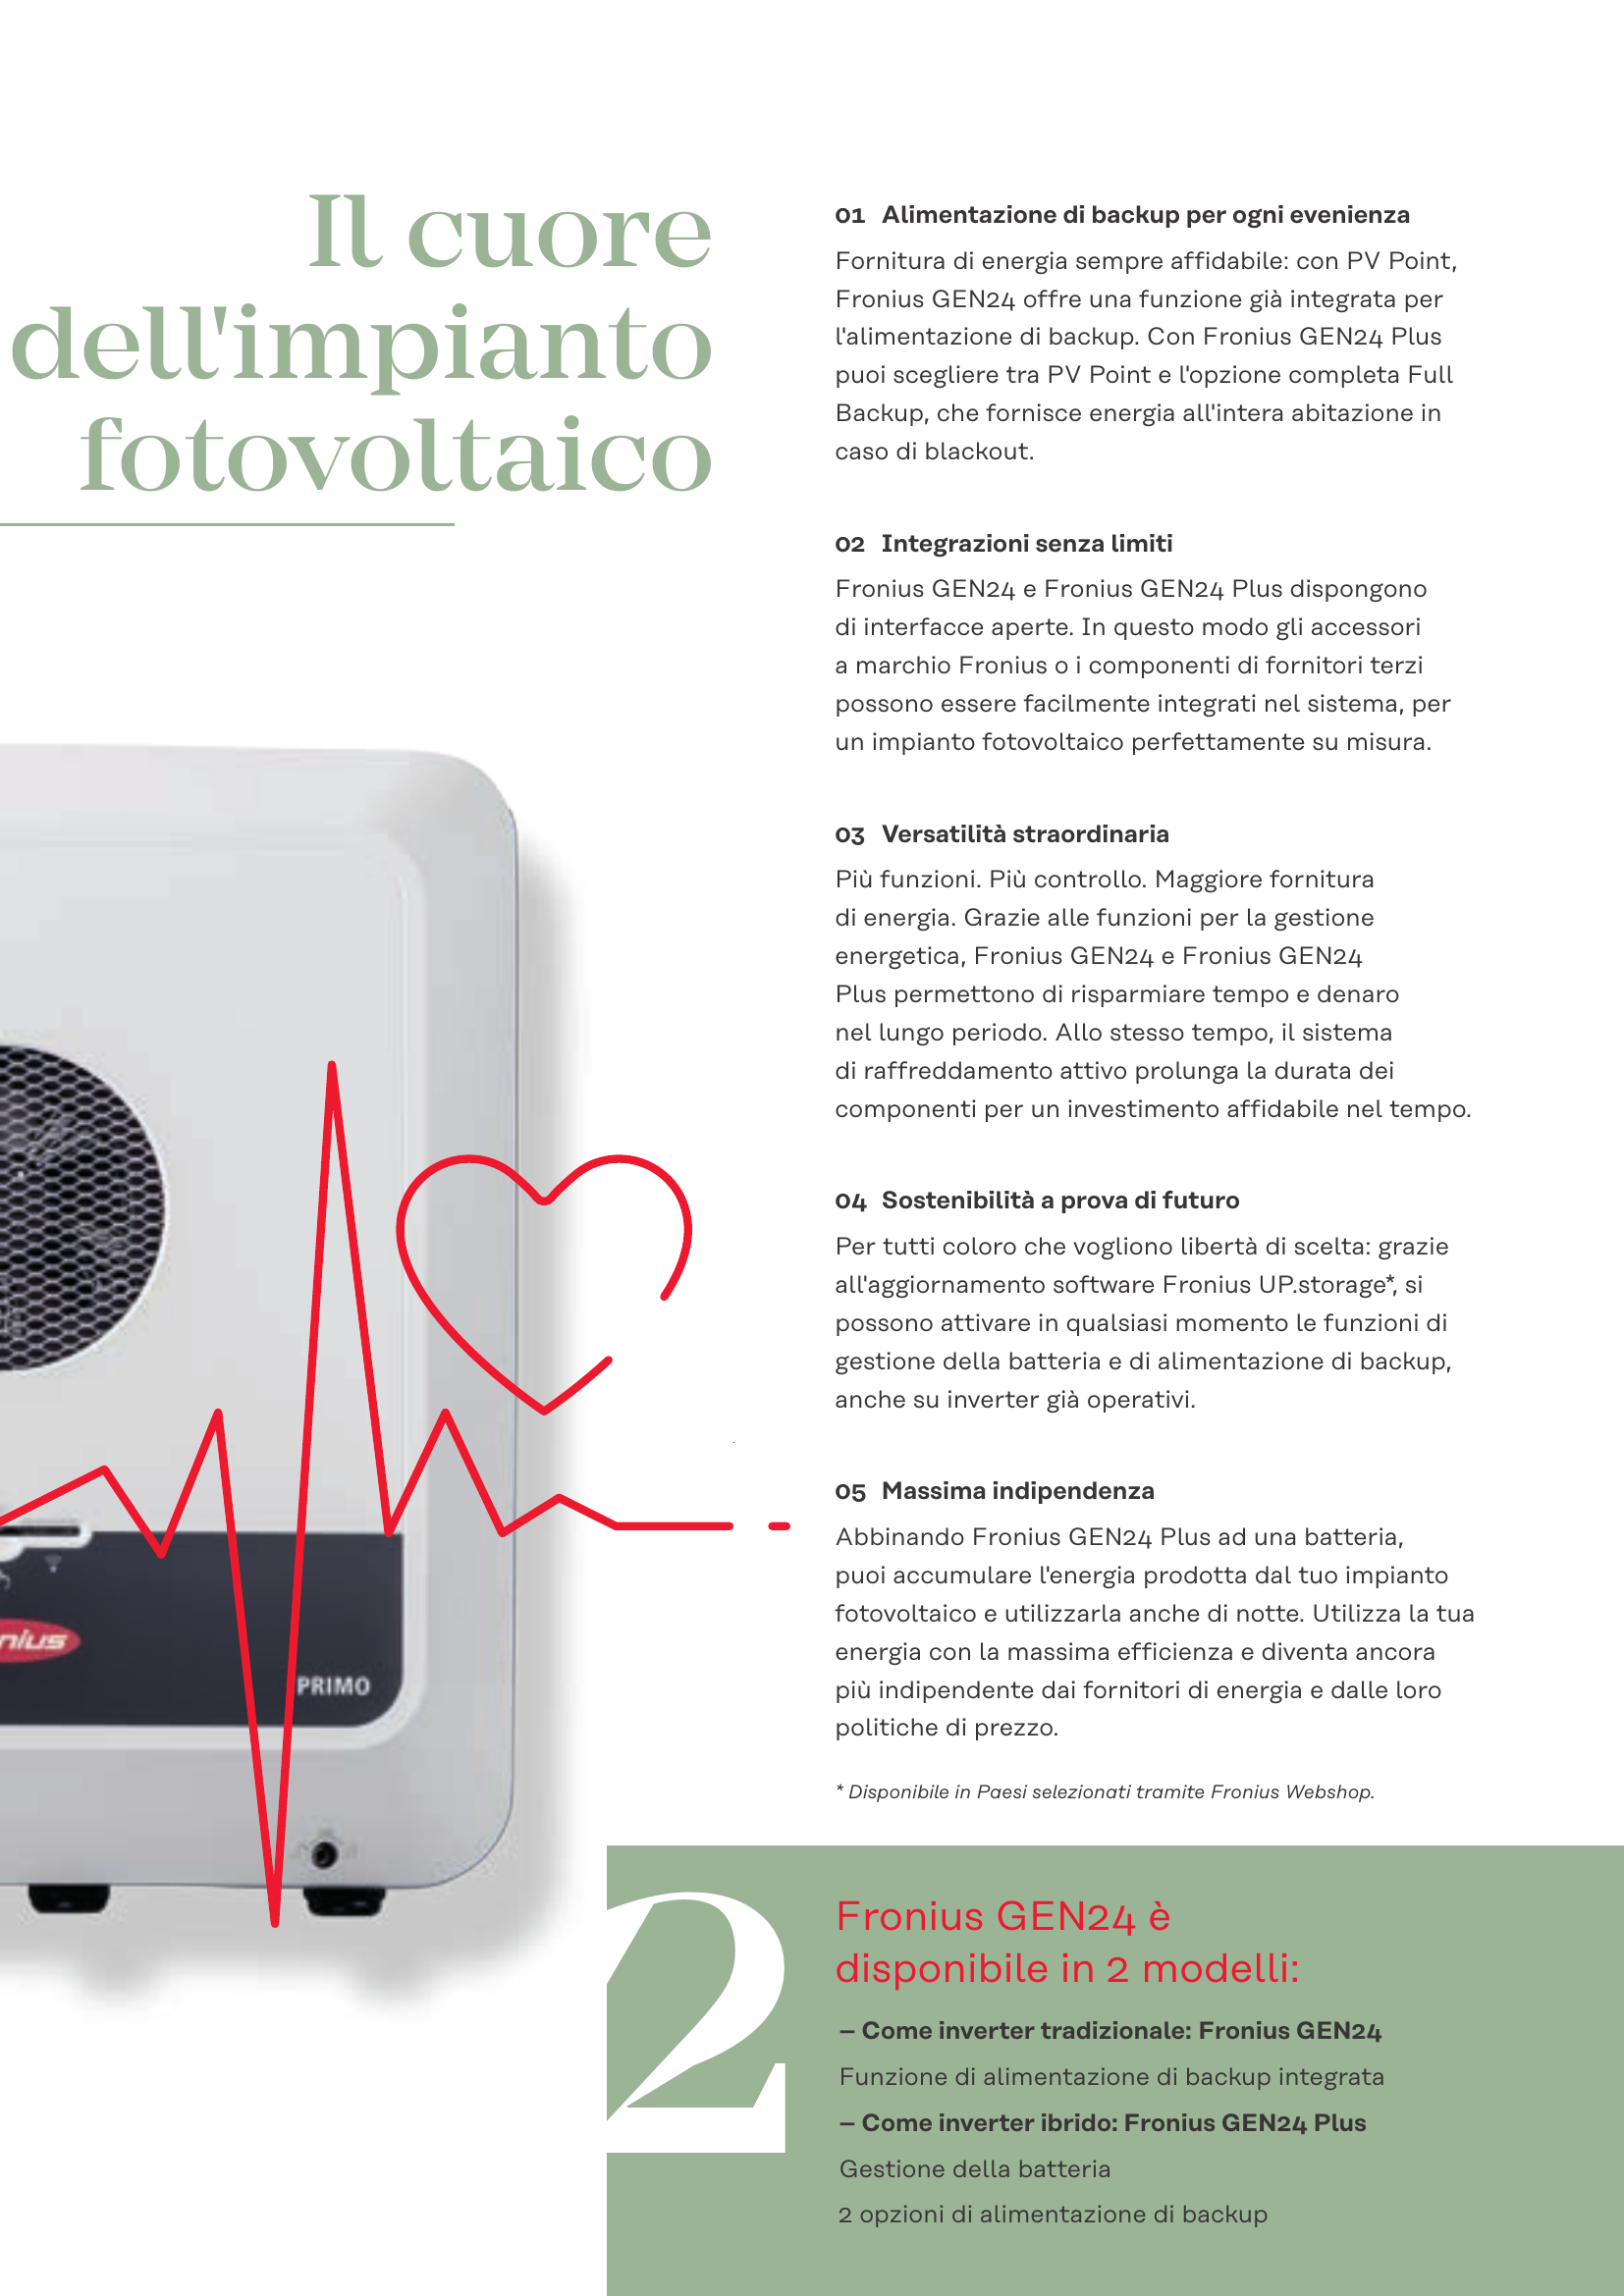 Il cuore
dell'impianto
fotovoltaico
01 Alimentazione di backup per ogni evenienza
Fornitura di energia sempre affidabile: con PV Point,
Fronius GEN24 offre una funzione già integrata per
l'alimentazione di backup. Con Fronius GEN24 Plus
puoi scegliere tra PV Point e l'opzione completa Full
Backup, che fornisce energia all'intera abitazione in
caso di blackout.
02 Integrazioni senza limiti
Fronius GEN24 e Fronius GEN24 Plus dispongono
di interfacce aperte. In questo modo gli accessori
a marchio Fronius o i componenti di fornitori terzi
possono essere facilmente integrati nel sistema, per
un impianto fotovoltaico perfettamente su misura.
03 Versatilità straordinaria
Più funzioni. Più controllo. Maggiore fornitura
di energia. Grazie alle funzioni per la gestione
energetica, Fronius GEN24 e Fronius GEN24
Plus permettono di risparmiare tempo e denaro
nel lungo periodo. Allo stesso tempo, il sistema
di raffreddamento attivo prolunga la durata dei
componenti per un investimento affidabile nel tempo.
04 Sostenibilità a prova di futuro
Per tutti coloro che vogliono libertà di scelta: grazie
all'aggiornamento software Fronius UP.storage*, si
possono attivare in qualsiasi momento le funzioni di
gestione della batteria e di alimentazione di backup,
anche su inverter già operativi.
05 Massima indipendenza
Abbinando Fronius GEN24 Plus ad una batteria,
puoi accumulare l'energia prodotta dal tuo impianto
fotovoltaico e utilizzarla anche di notte. Utilizza la tua
energia con la massima efficienza e diventa ancora
più indipendente dai fornitori di energia e dalle loro
politiche di prezzo.
* Disponibile in Paesi selezionati tramite Fronius Webshop.
nius
PRIMO
2
Fronius GEN24 è
disponibile in 2 modelli:
– Come inverter tradizionale: Fronius GEN24
Funzione di alimentazione di backup integrata
– Come inverter ibrido: Fronius GEN24 Plus
Gestione della batteria
2 opzioni di alimentazione di backup